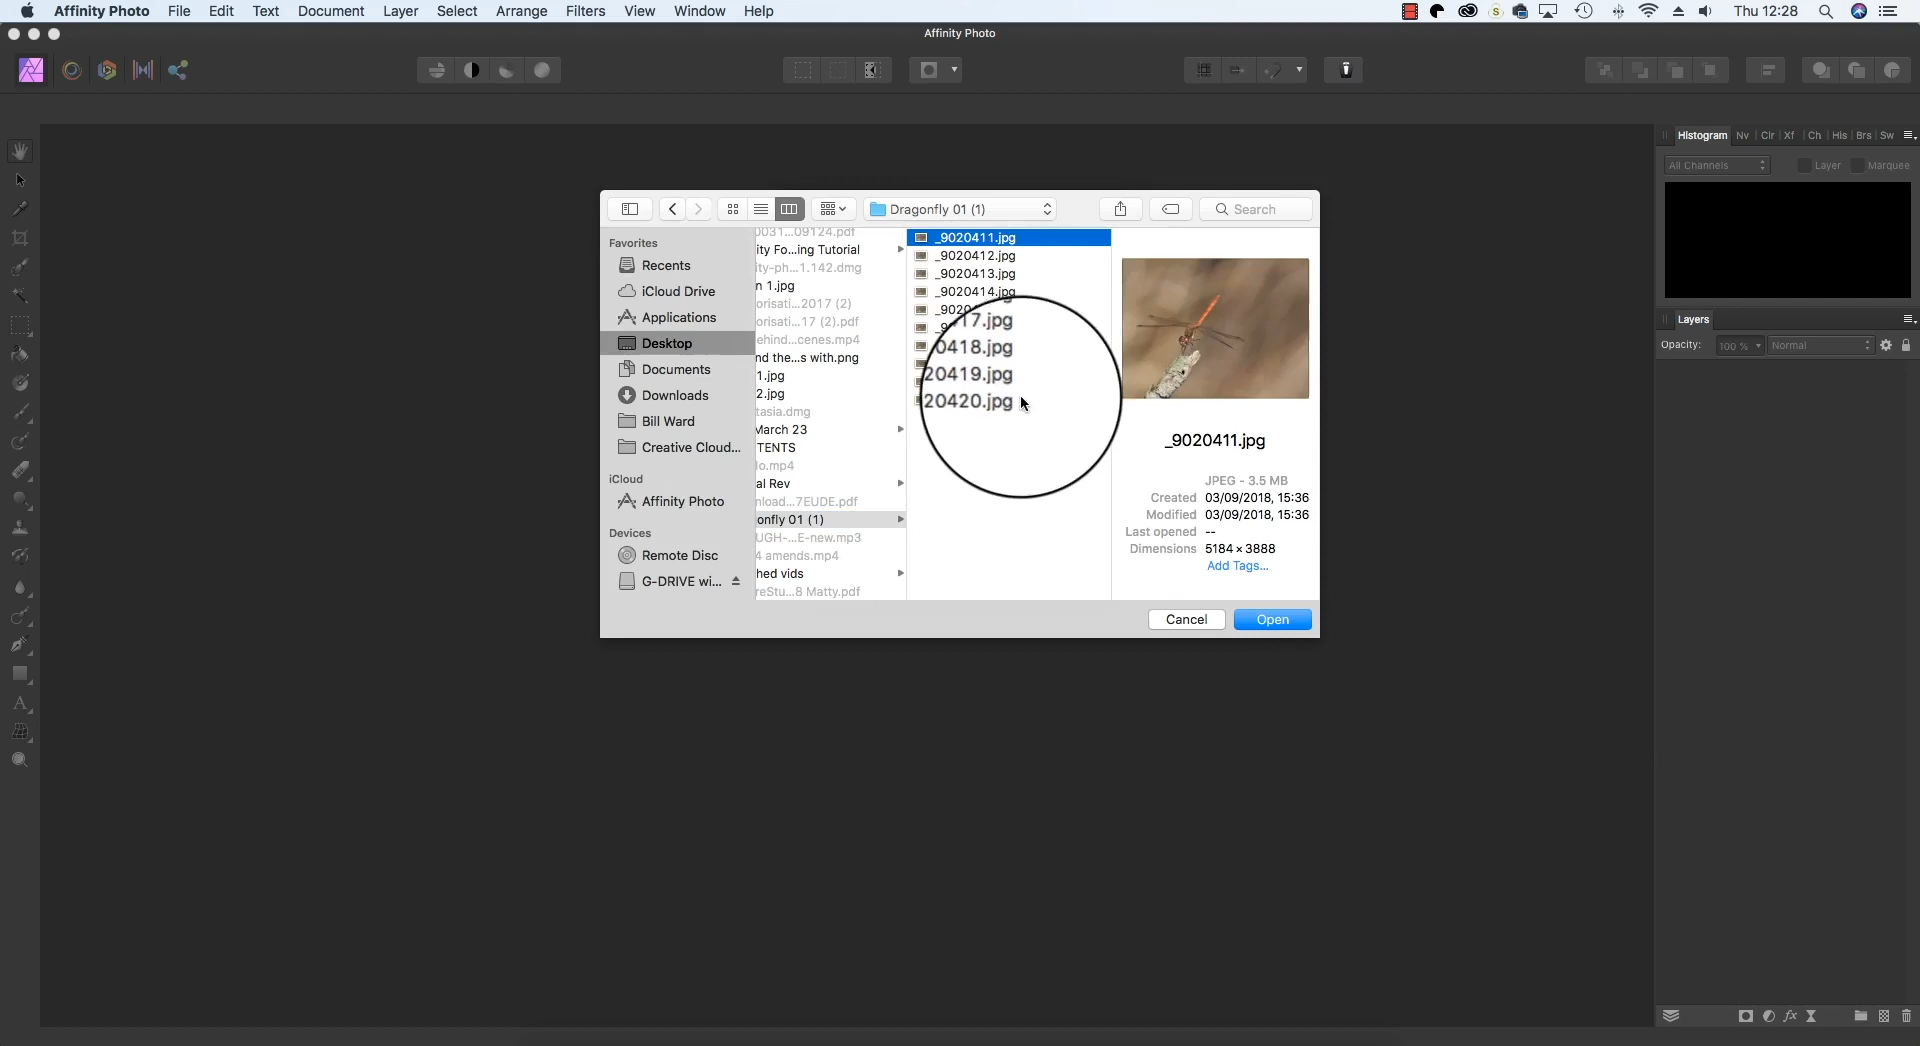 Affinity Photo File Edit Text Document Layer Select Arrange Filters View Window Help Thu 12:28
Affinity Photo
Histogram Nv Clr Xf Ch His Brs Sw
All Channels Layer Marquee
Layers
Opacity: 100 % Normal
Dragonfly 01 (1) Search
Favorites
Recents
iCloud Drive
Applications
Desktop
Documents
Downloads
Bill Ward
Creative Cloud...
iCloud
Affinity Photo
Devices
Remote Disc
G-DRIVE wi...
0031...09124.pdf
ity Fo...ing Tutorial
ity-ph...1.142.dmg
n 1.jpg
orisati...2017 (2)
orisati...17 (2).pdf
ehind...cenes.mp4
nd the...s with.png
1.jpg
2.jpg
tasia.dmg
March 23
TENTS
lo.mp4
al Rev
nload...7EUDE.pdf
onfly 01 (1)
UGH-...E-new.mp3
4 amends.mp4
hed vids
reStu...8 Matty.pdf
_9020411.jpg
_9020412.jpg
_9020413.jpg
_9020414.jpg
_9020
17.jpg
0418.jpg
20419.jpg
20420.jpg
_9020411.jpg
JPEG - 3.5 MB
Created 03/09/2018, 15:36
Modified 03/09/2018, 15:36
Last opened --
Dimensions 5184 × 3888
Add Tags...
Cancel Open